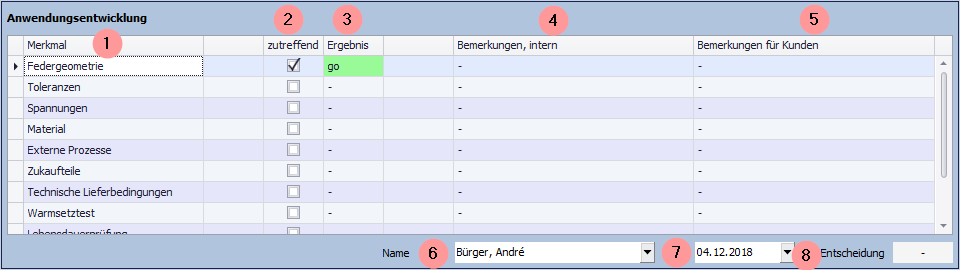 Anwendungsentwicklung
1 2 3 4 5
Merkmal zutreffend Ergebnis Bemerkungen, intern Bemerkungen für Kunden
Federgeometrie go - -
Toleranzen - - -
Spannungen - - -
Material - - -
Externe Prozesse - - -
Zukaufteile - - -
Technische Lieferbedingungen - - -
Warmsetztest - - -
Lebensdauerprüfung - - -
Name 6 Bürger, André 7 04.12.2018 8 Entscheidung -